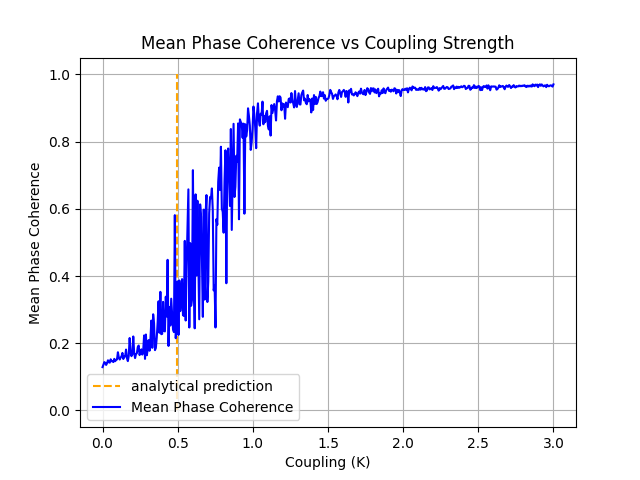 Mean Phase Coherence vs Coupling Strength
Mean Phase Coherence
1.0
0.8
0.6
0.4
0.2
0.0
analytical prediction
Mean Phase Coherence
0.0 0.5 1.0 1.5 2.0 2.5 3.0
Coupling (K)